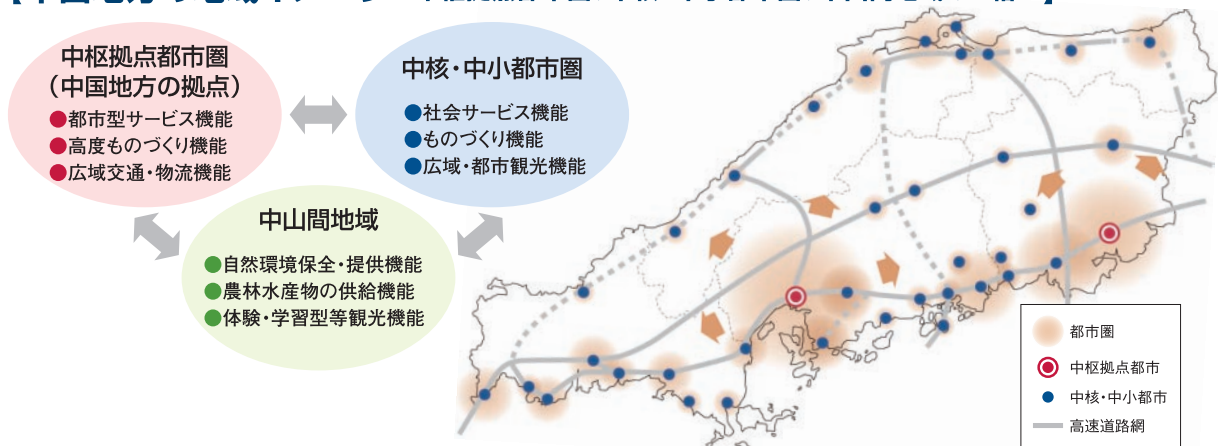 中枢拠点都市圏
(中国地方の拠点)
●都市型サービス機能
●高度ものづくり機能
●広域交通・物流機能
中核・中小都市圏
●社会サービス機能
●ものづくり機能
●広域・都市観光機能
中山間地域
●自然環境保全・提供機能
●農林水産物の供給機能
●体験・学習型等観光機能
都市圏
中枢拠点都市
中核・中小都市
高速道路網